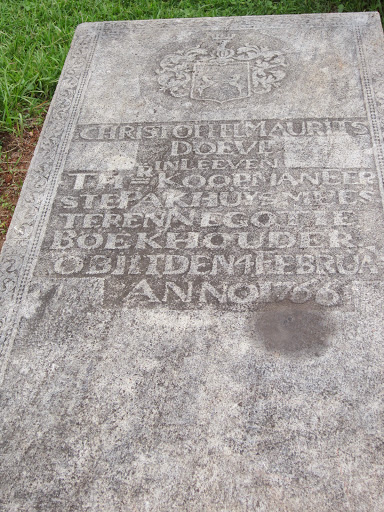 CHRISTOFFEL MAURITS
DOEVE
IN LEEVEN
TH=R KOOPMAN EER
STE PAKHUYS MEES
TER EN NEGOTIE
BOEKHOUDER
OBIIT DEN 4 FEBRUA
ANNO 1766